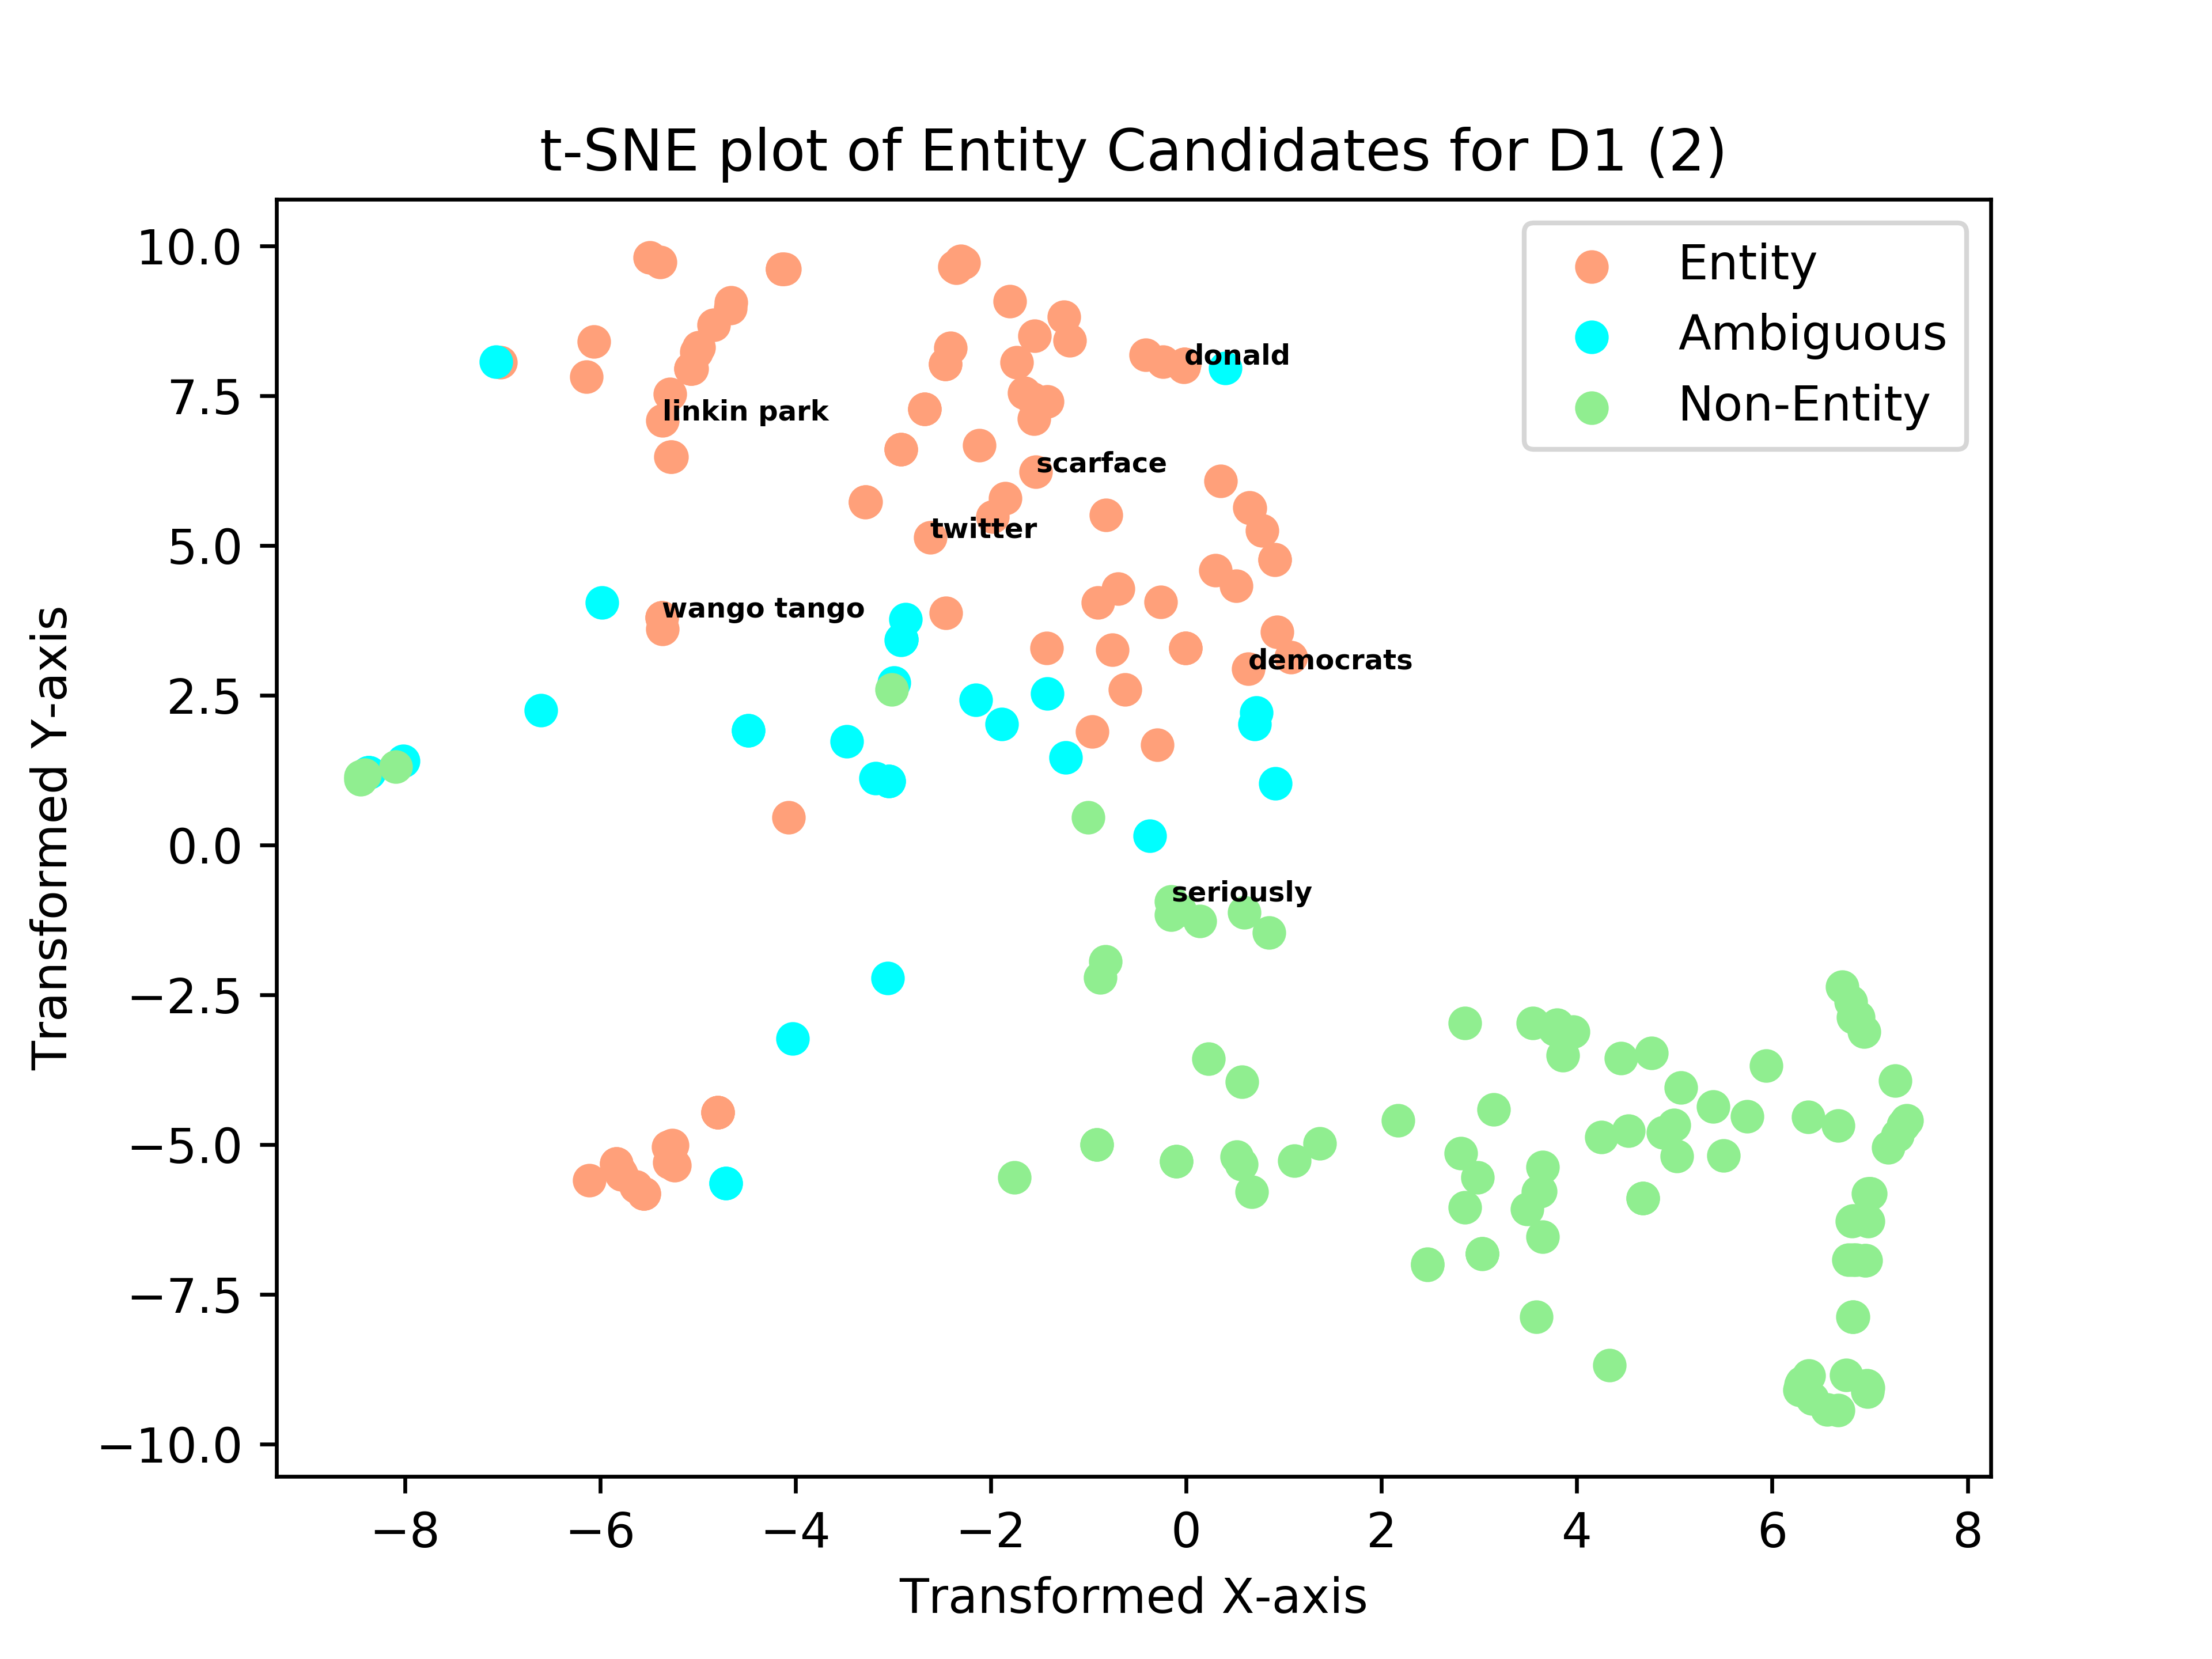 t-SNE plot of Entity Candidates for D1 (2)
Entity
Ambiguous
Non-Entity
donald
linkin park
scarface
twitter
wango tango
democrats
seriously
Transformed Y-axis
10.0
7.5
5.0
2.5
0.0
−2.5
−5.0
−7.5
−10.0
−8 −6 −4 −2 0 2 4 6 8
Transformed X-axis